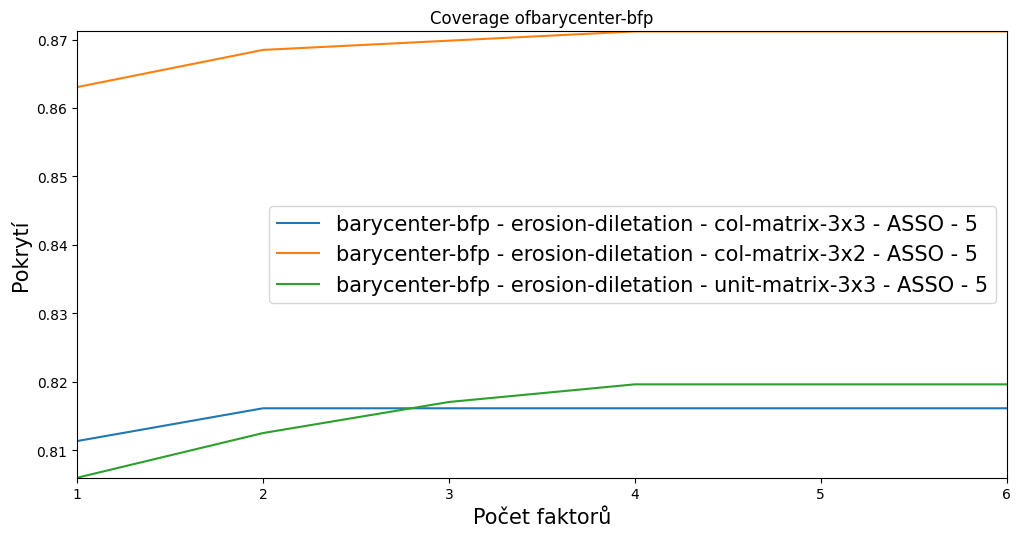 Coverage ofbarycenter-bfp
0.87
0.86
0.85
0.84
0.83
0.82
0.81
Pokrytí
barycenter-bfp - erosion-diletation - col-matrix-3x3 - ASSO - 5
barycenter-bfp - erosion-diletation - col-matrix-3x2 - ASSO - 5
barycenter-bfp - erosion-diletation - unit-matrix-3x3 - ASSO - 5
1 2 3 4 5 6
Počet faktorů